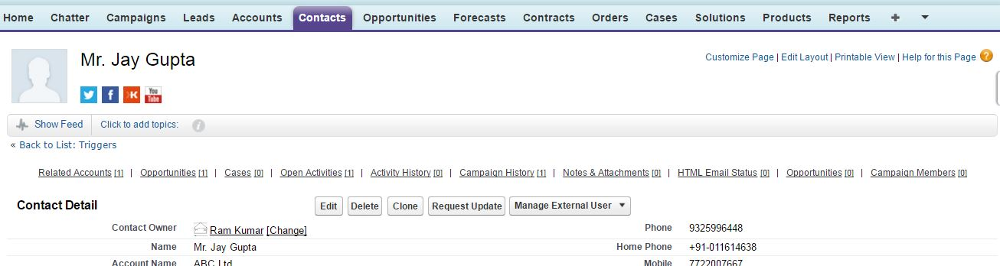 Home Chatter Campaigns Leads Accounts Contacts Opportunities Forecasts Contracts Orders Cases Solutions Products Reports +
Mr. Jay Gupta
Customize Page | Edit Layout | Printable View | Help for this Page ?
You Tube
Show Feed Click to add topics: i
« Back to List: Triggers
Related Accounts [1] | Opportunities [1] | Cases [0] | Open Activities [1] | Activity History [0] | Campaign History [1] | Notes & Attachments [0] | HTML Email Status [0] | Opportunities [0] | Campaign Members [0]
Contact Detail Edit Delete Clone Request Update Manage External User
Contact Owner Ram Kumar [Change] Phone 9325996448
Name Mr. Jay Gupta Home Phone +91-011614638
Account Name ABC Ltd Mobile 7722007667